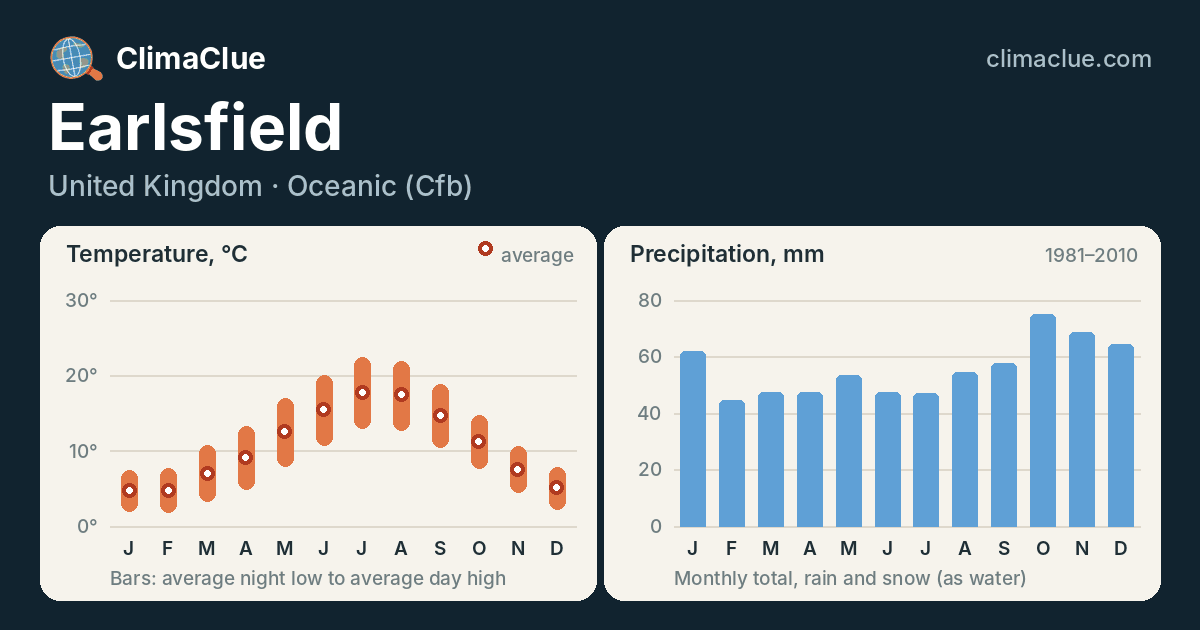 ClimaClue
climaclue.com
Earlsfield
United Kingdom · Oceanic (Cfb)
Temperature, °C
average
30°
20°
10°
0°
J F M A M J J A S O N D
Bars: average night low to average day high
Precipitation, mm
1981–2010
80
60
40
20
0
J F M A M J J A S O N D
Monthly total, rain and snow (as water)